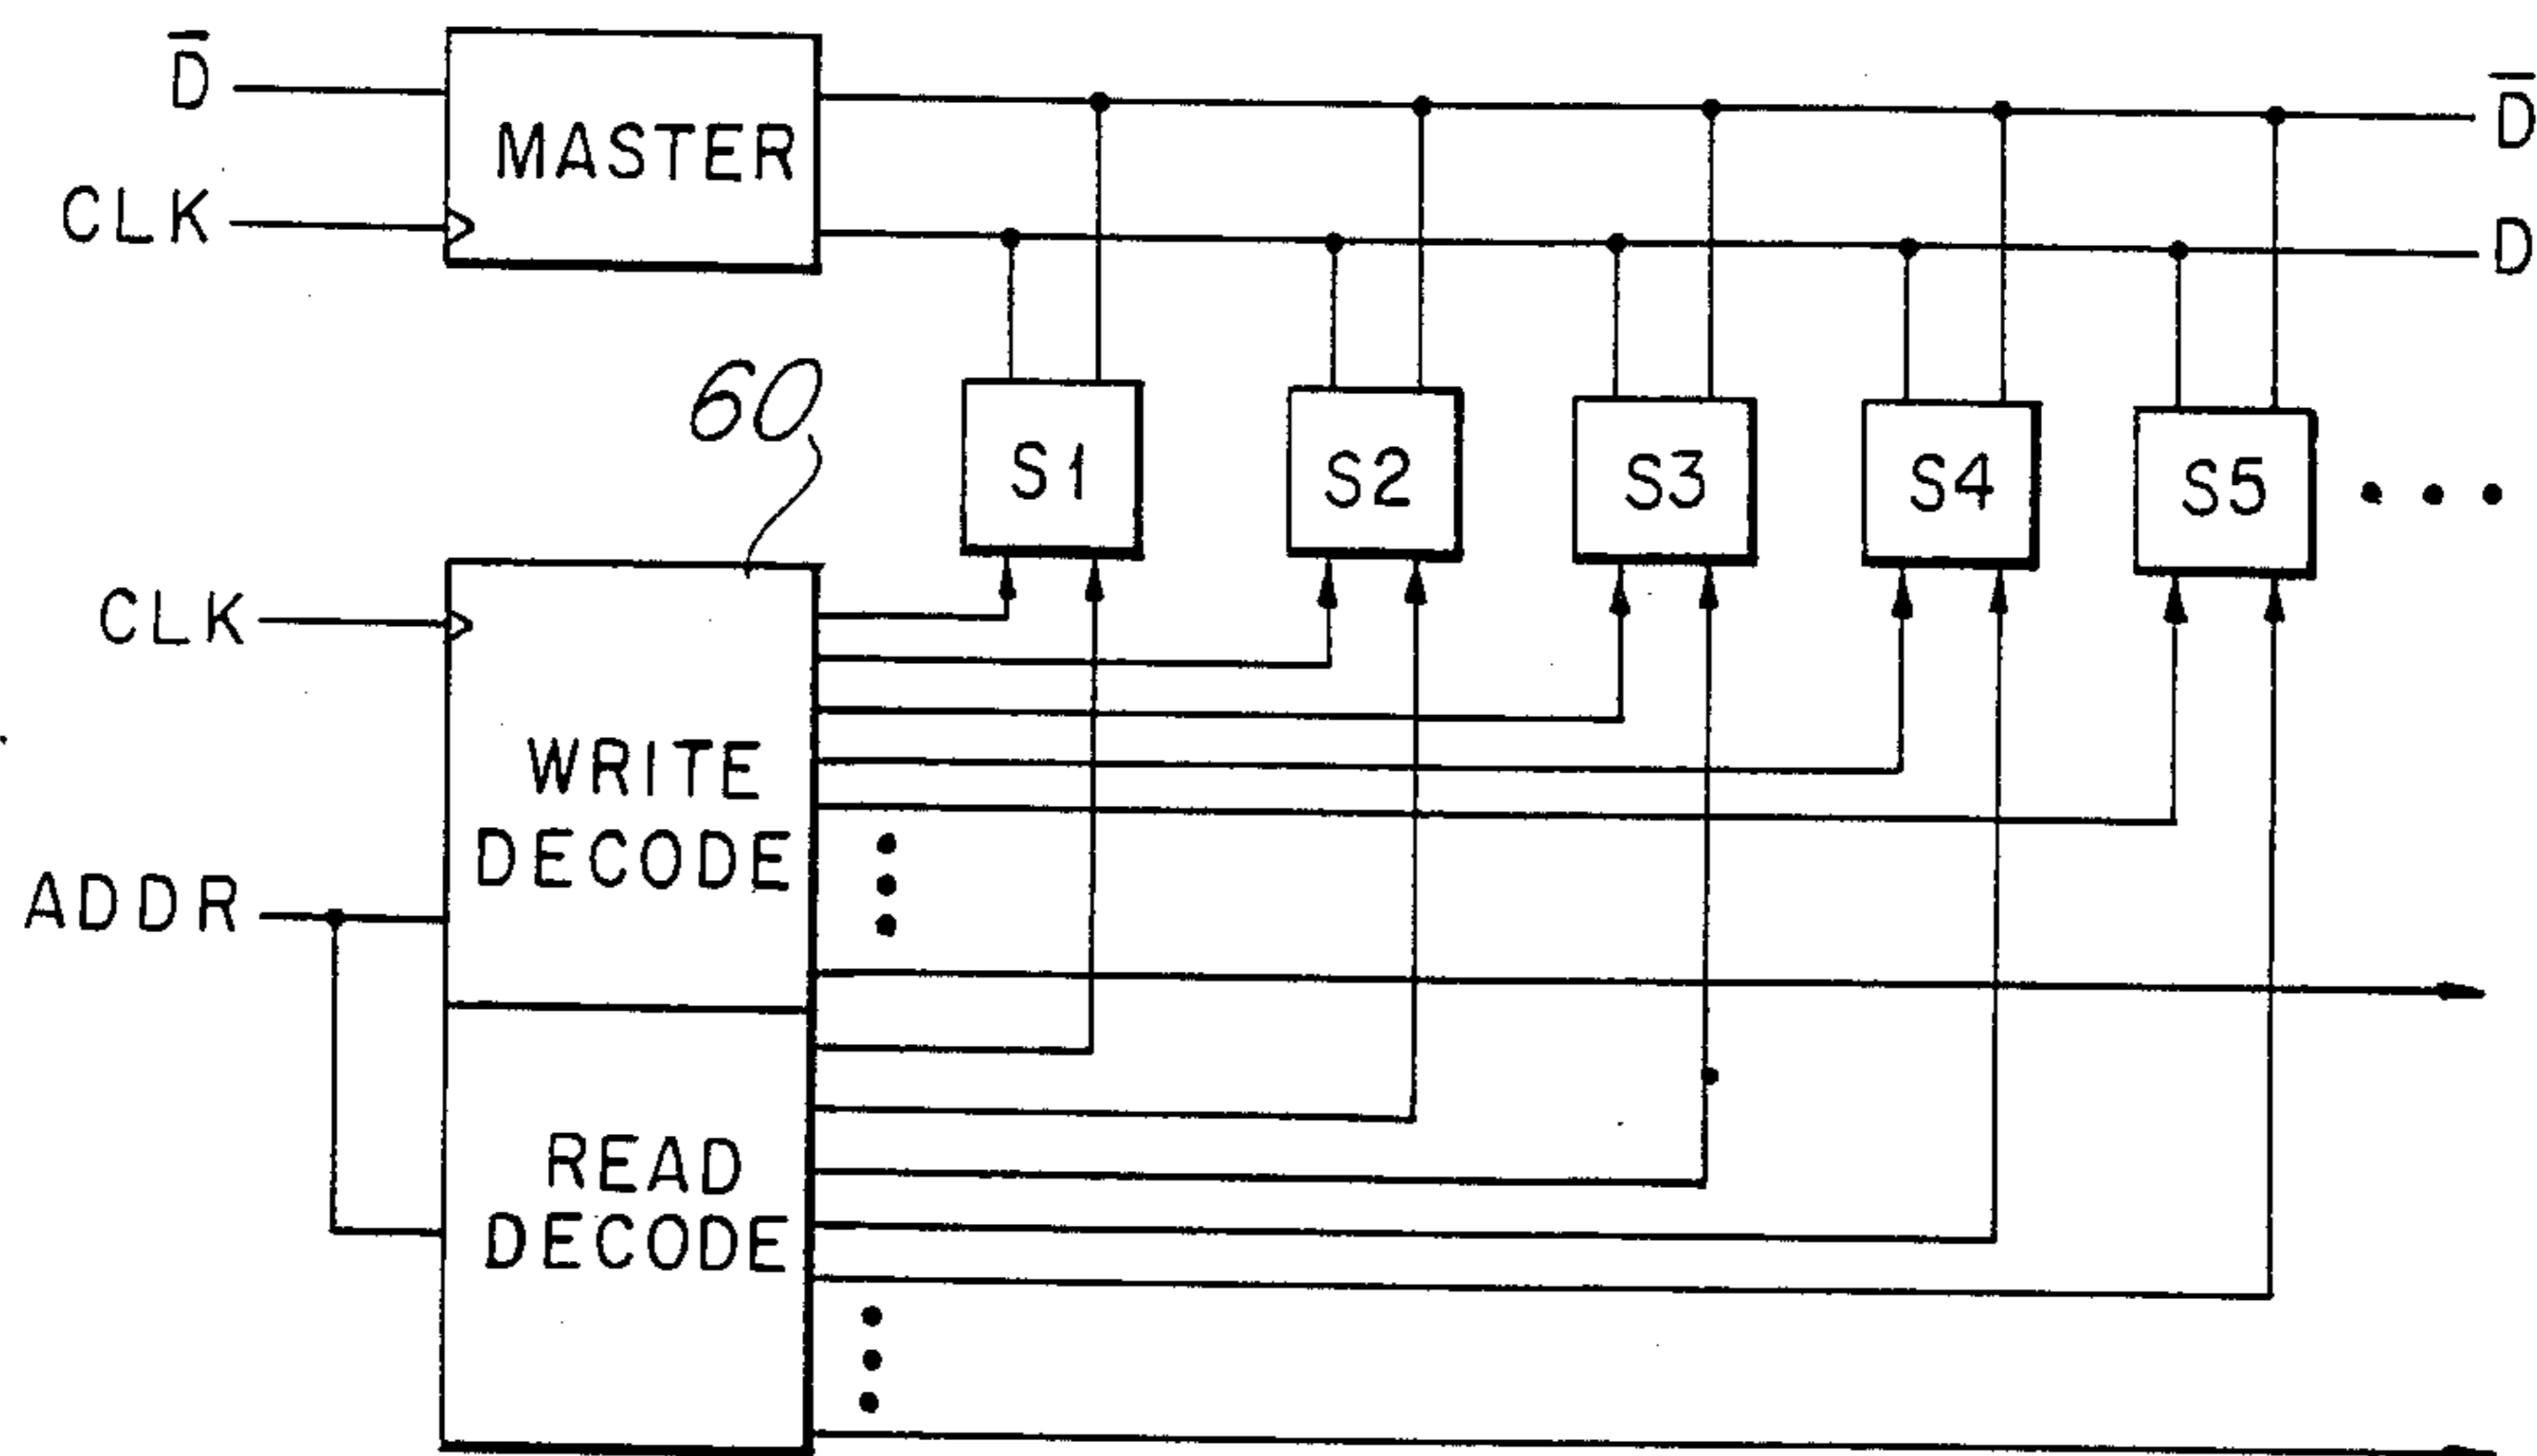 D̅
D̅
MASTER
CLK
D
60
S1
S2
S3
S4
S5
CLK
WRITE
DECODE
ADDR
READ
DECODE